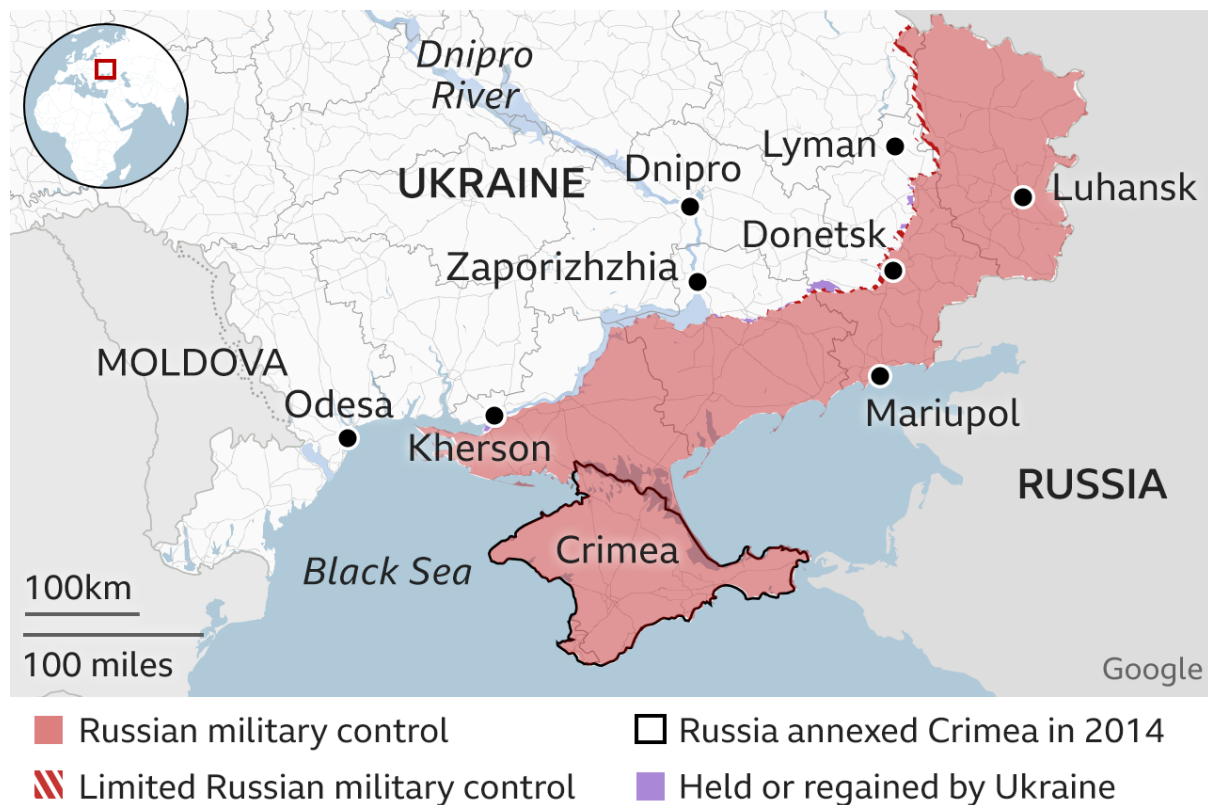 Dnipro
River
Lyman
UKRAINE
Dnipro
Luhansk
Donetsk
Zaporizhzhia
MOLDOVA
Odesa
Mariupol
Kherson
RUSSIA
Crimea
Black Sea
100km
100 miles
Google
Russian military control
Russia annexed Crimea in 2014
Limited Russian military control
Held or regained by Ukraine